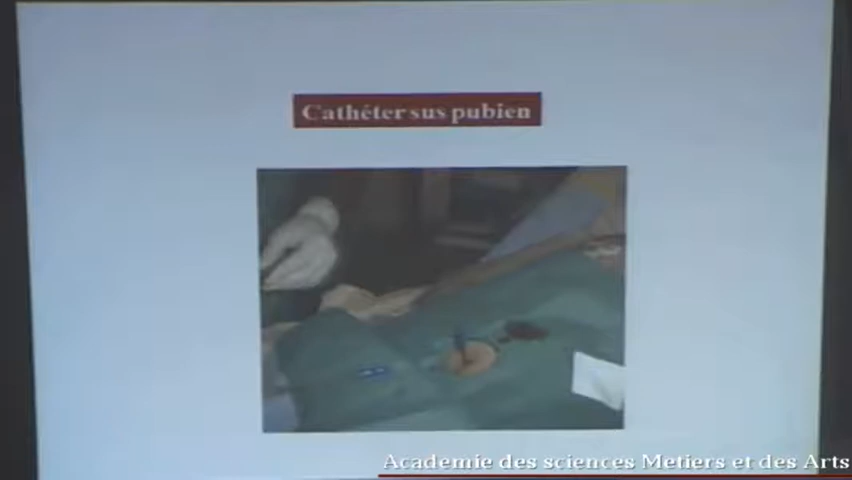 Cathéter sus pubien
Academie des sciences Metiers et des Arts